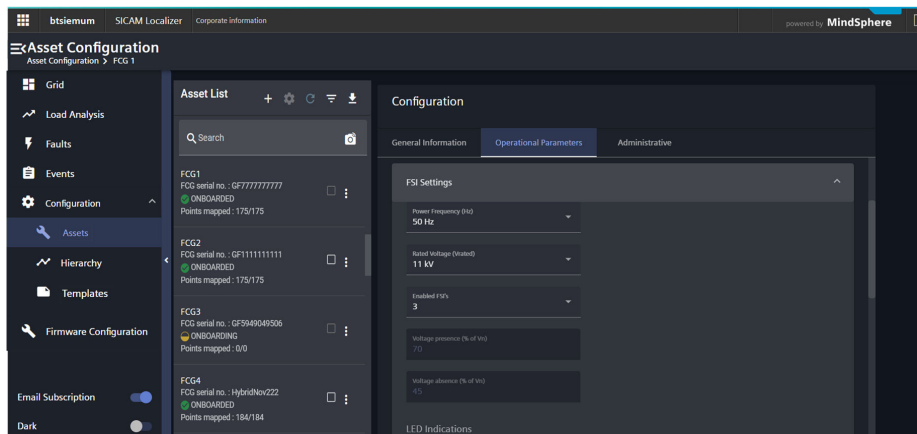 btsiemum SICAM Localizer Corporate information powered by MindSphere
Asset Configuration
Asset Configuration > FCG 1
Grid
Load Analysis
Faults
Events
Configuration
Assets
Hierarchy
Templates
Firmware Configuration
Email Subscription
Dark
Asset List
Search
FCG1
FCG serial no. : GF7777777777
ONBOARDED
Points mapped : 175/175
FCG2
FCG serial no. : GF1111111111
ONBOARDED
Points mapped : 175/175
FCG3
FCG serial no. : GF5949049506
ONBOARDING
Points mapped : 0/0
FCG4
FCG serial no. : HybridNov222
ONBOARDED
Points mapped : 184/184
Configuration
General Information Operational Parameters Administrative
FSI Settings
Power Frequency (Hz)
50 Hz
Rated Voltage (Vrated)
11 kV
Enabled FSI's
3
Voltage presence (% of Vn)
70
Voltage absence (% of Vn)
45
LED Indications